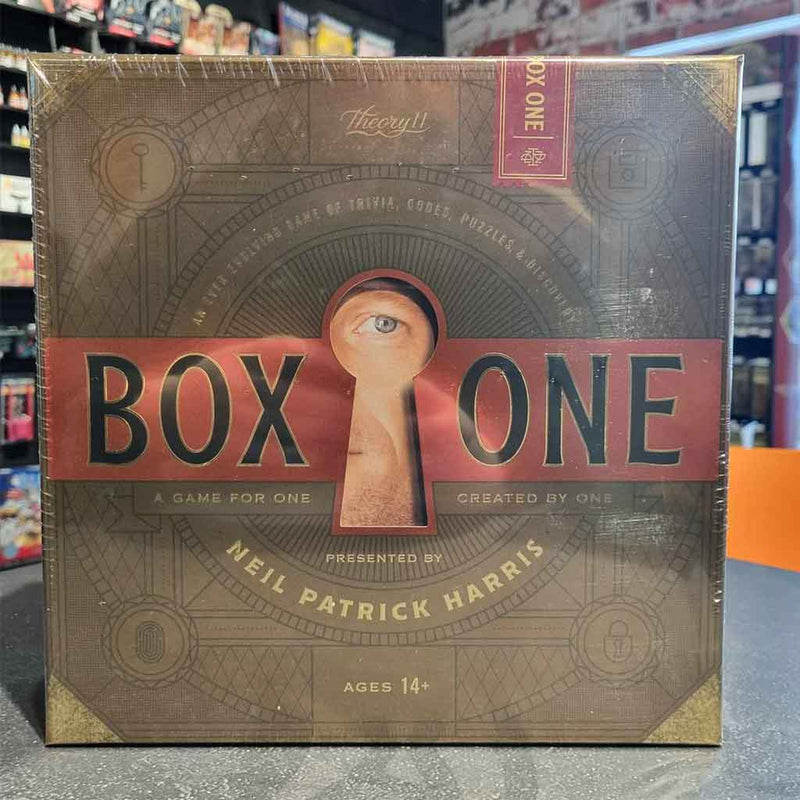 Theory11
BOX ONE
AN EVER EVOLVING GAME OF TRIVIA, CODES, PUZZLES, & DISCOVERY
BOX ONE
A GAME FOR ONE
CREATED BY ONE
PRESENTED BY
NEIL PATRICK HARRIS
AGES 14+